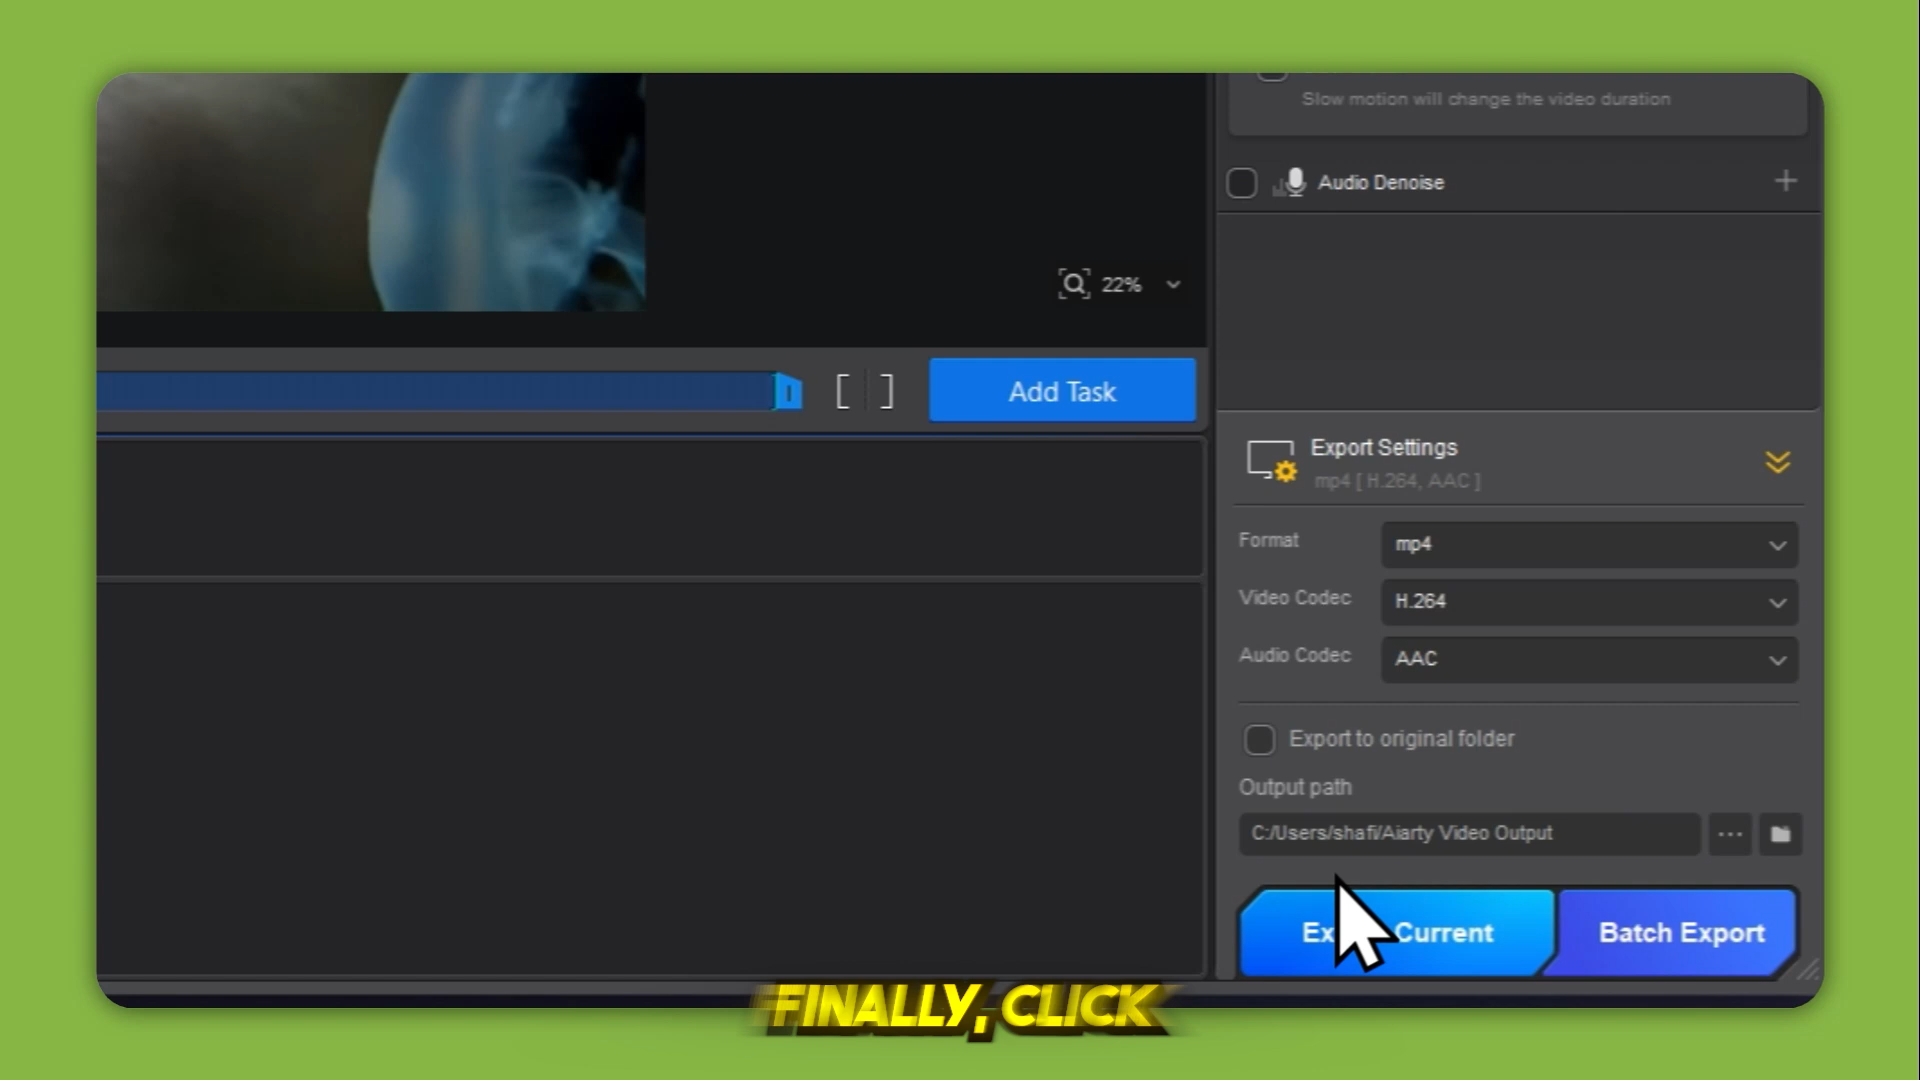 Slow motion will change the video duration
Audio Denoise
22%
Add Task
Export Settings
mp4 [ H.264, AAC ]
Format
mp4
Video Codec
H.264
Audio Codec
AAC
Export to original folder
Output path
C:/Users/shafi/Aiarty Video Output
Current
Batch Export
FINALLY, CLICK